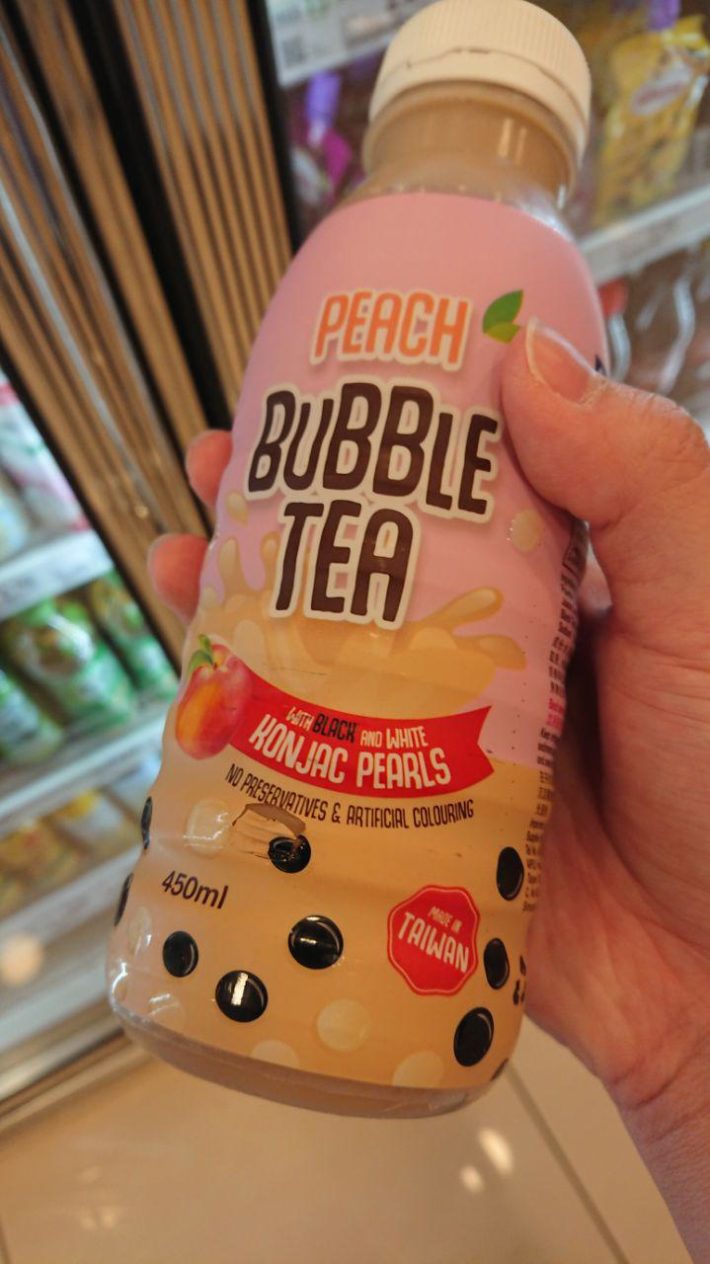 PEACH
BUBBLE
TEA
WITH BLACK AND WHITE
KONJAC PEARLS
NO PRESERVATIVES & ARTIFICIAL COLOURING
450ml
MADE IN
TAIWAN